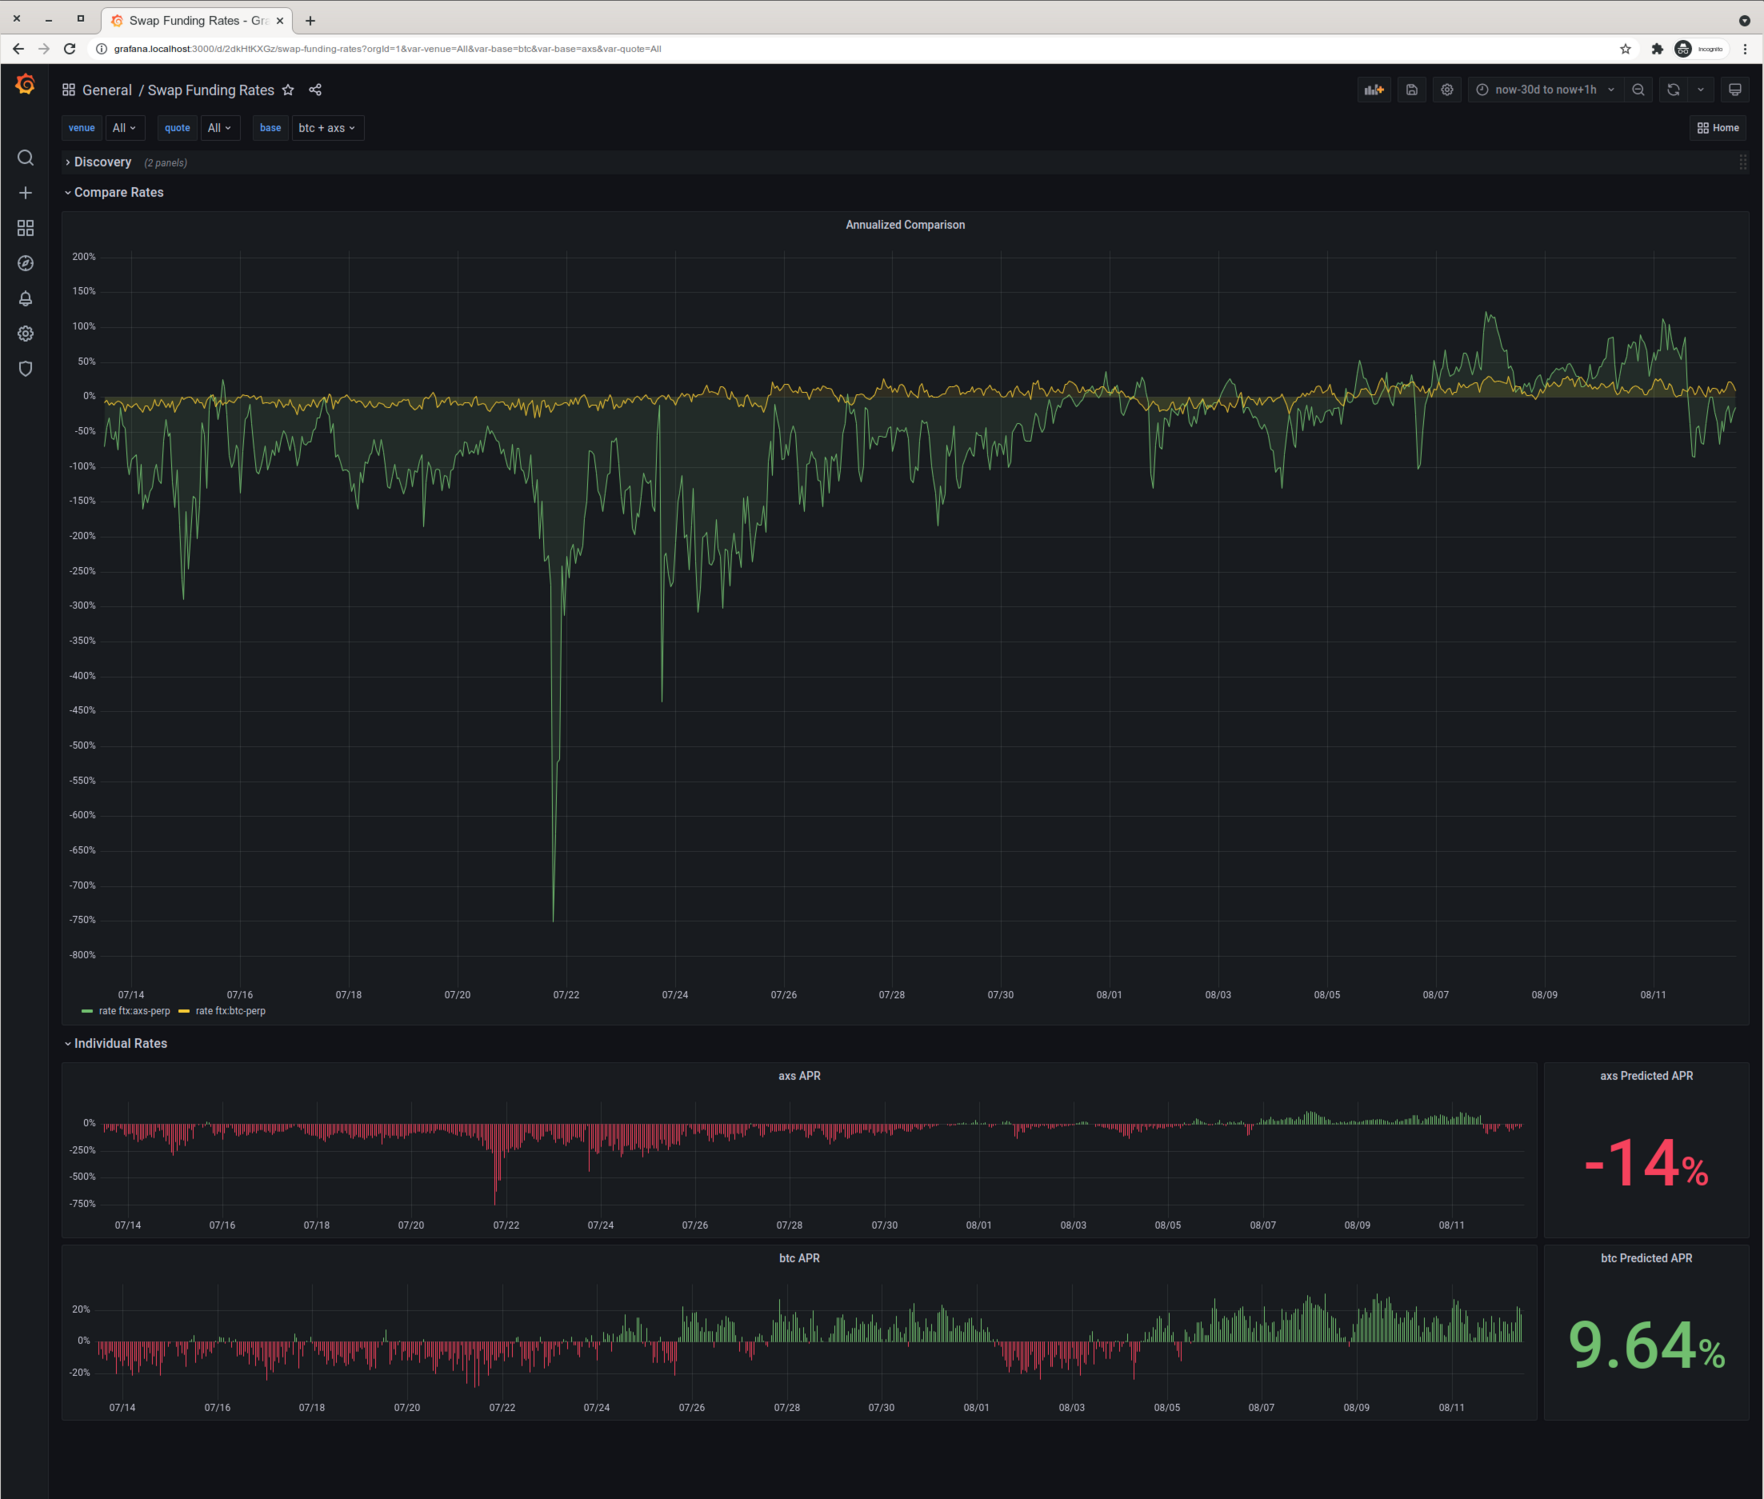 Swap Funding Rates - Gra
grafana.localhost:3000/d/2dkHtKXGz/swap-funding-rates?orgId=1&var-venue=All&var-base=btc&var-base=axs&var-quote=All
Incognito
General / Swap Funding Rates
now-30d to now+1h
venue All quote All base btc + axs
Home
Discovery (2 panels)
Compare Rates
Annualized Comparison
200%
150%
100%
50%
0%
-50%
-100%
-150%
-200%
-250%
-300%
-350%
-400%
-450%
-500%
-550%
-600%
-650%
-700%
-750%
-800%
07/14 07/16 07/18 07/20 07/22 07/24 07/26 07/28 07/30 08/01 08/03 08/05 08/07 08/09 08/11
rate ftx:axs-perp rate ftx:btc-perp
Individual Rates
axs APR
0%
-250%
-500%
-750%
07/14 07/16 07/18 07/20 07/22 07/24 07/26 07/28 07/30 08/01 08/03 08/05 08/07 08/09 08/11
axs Predicted APR
-14%
btc APR
20%
0%
-20%
07/14 07/16 07/18 07/20 07/22 07/24 07/26 07/28 07/30 08/01 08/03 08/05 08/07 08/09 08/11
btc Predicted APR
9.64%